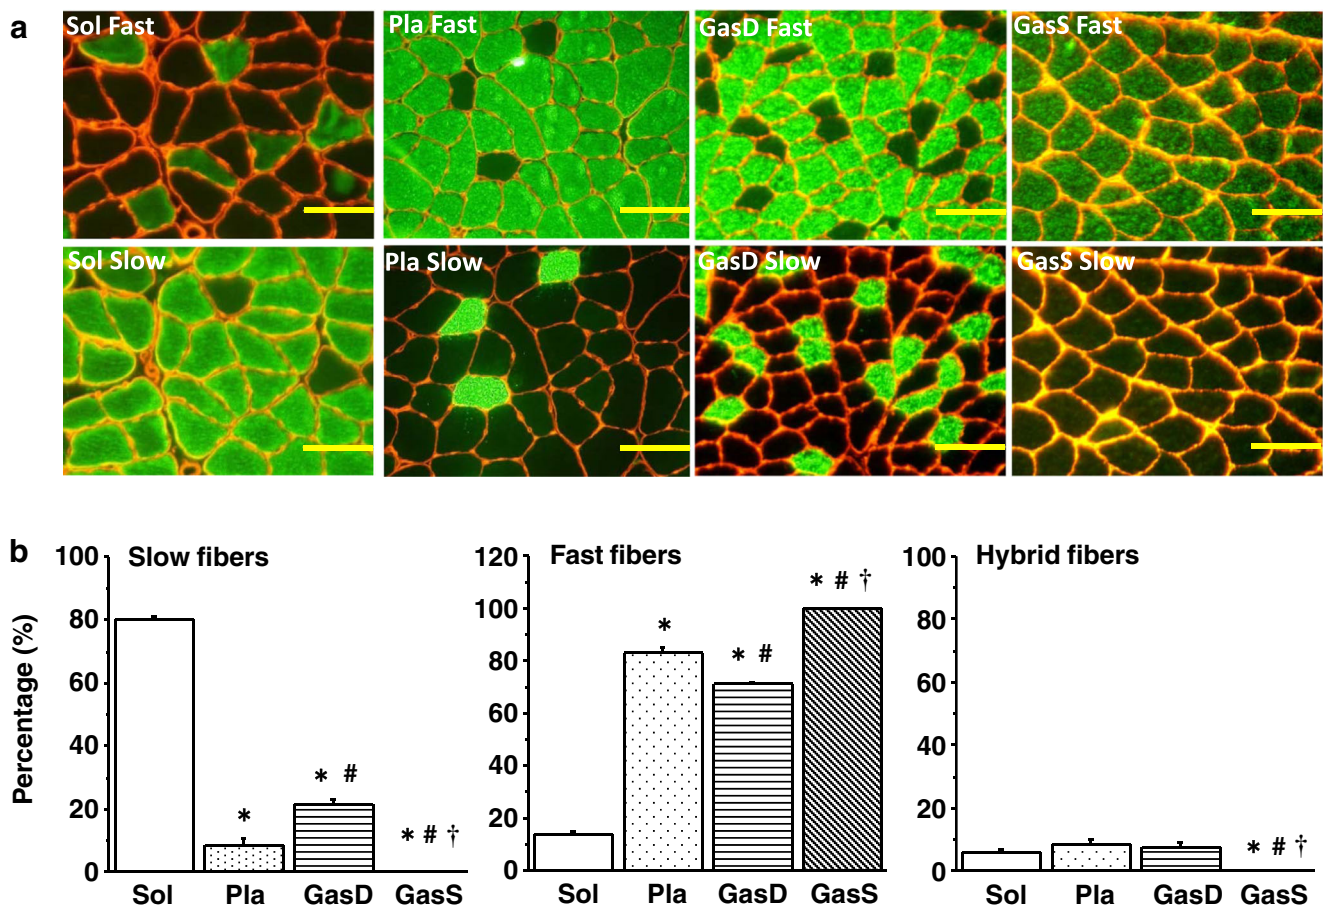 a
Sol Fast
Pla Fast
GasD Fast
GasS Fast
Sol Slow
Pla Slow
GasD Slow
GasS Slow
b
Percentage (%)
Slow fibers
100
80
60
40
20
0
*
* #
* # †
Sol Pla GasD GasS
Fast fibers
120
100
80
60
40
20
0
*
* #
* # †
Sol Pla GasD GasS
Hybrid fibers
100
80
60
40
20
0
* # †
Sol Pla GasD GasS